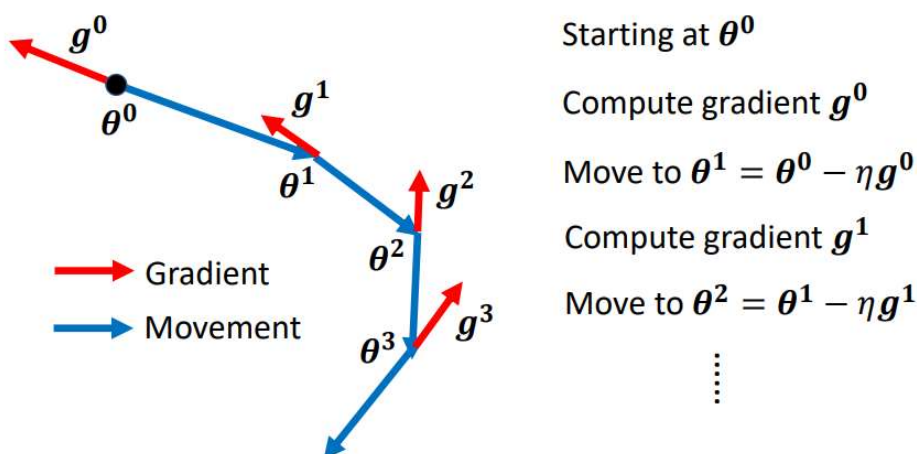 g⁰
θ⁰
g¹
θ¹
g²
θ²
g³
θ³
Gradient
Movement
Starting at θ⁰
Compute gradient g⁰
Move to θ¹ = θ⁰ − ηg⁰
Compute gradient g¹
Move to θ² = θ¹ − ηg¹
⋮